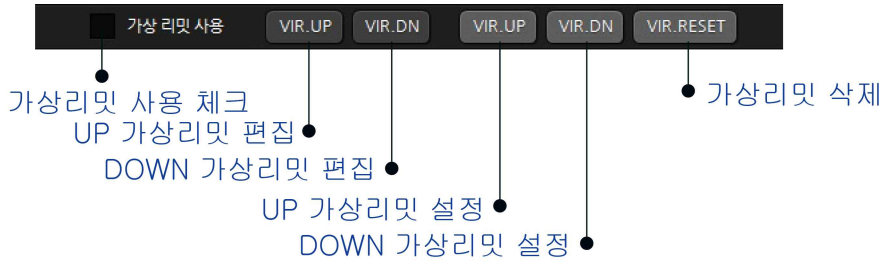 가상 리밋 사용 VIR.UP VIR.DN VIR.UP VIR.DN VIR.RESET
가상리밋 사용 체크
가상리밋 삭제
UP 가상리밋 편집
DOWN 가상리밋 편집
UP 가상리밋 설정
DOWN 가상리밋 설정